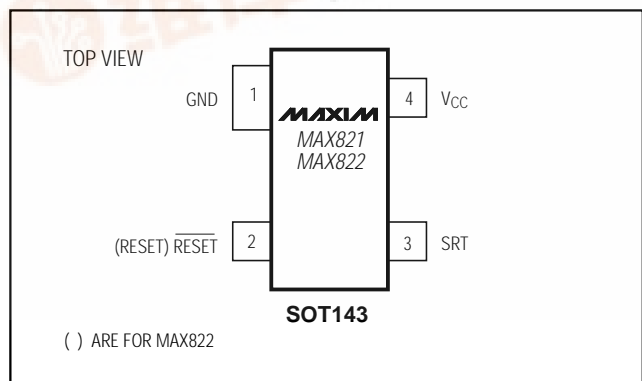 TOP VIEW
GND 1
4 VCC
MAXIM
MAX821
MAX822
(RESET) RESET 2
3 SRT
SOT143
( ) ARE FOR MAX822